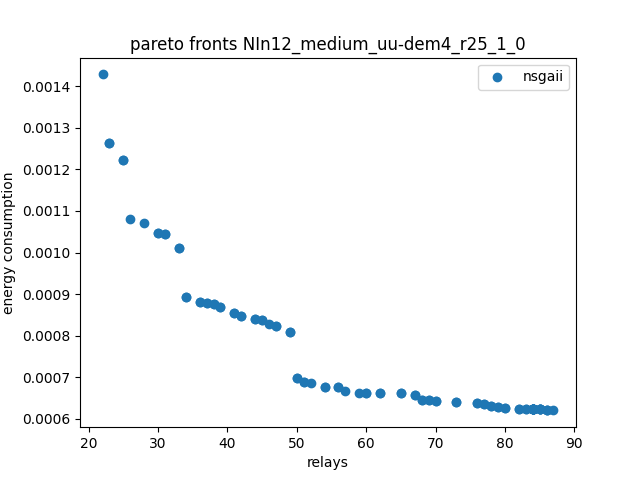 pareto fronts NIn12_medium_uu-dem4_r25_1_0
nsgaii
energy consumption
0.0014
0.0013
0.0012
0.0011
0.0010
0.0009
0.0008
0.0007
0.0006
20 30 40 50 60 70 80 90
relays